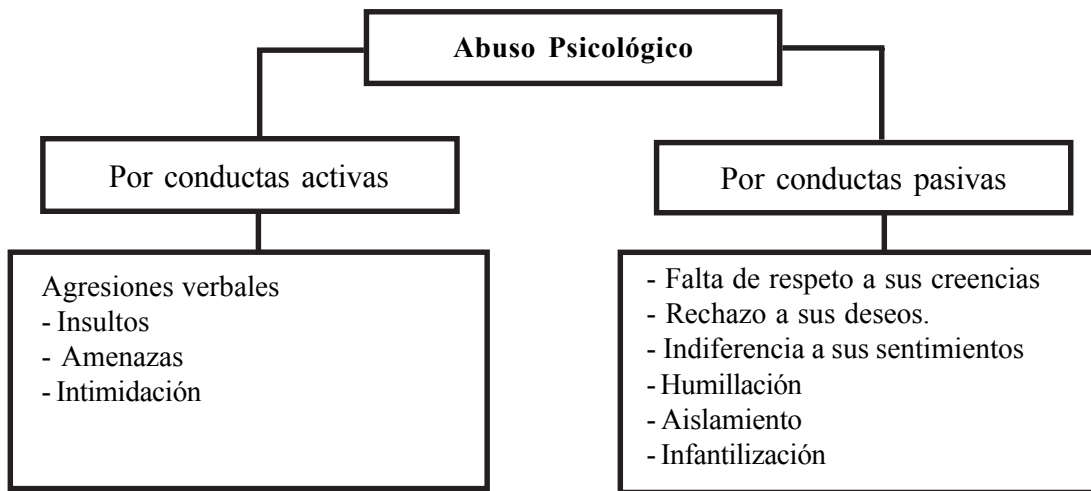 Abuso Psicológico
Por conductas activas
Por conductas pasivas
Agresiones verbales
- Insultos
- Amenazas
- Intimidación
- Falta de respeto a sus creencias
- Rechazo a sus deseos.
- Indiferencia a sus sentimientos
- Humillación
- Aislamiento
- Infantilización